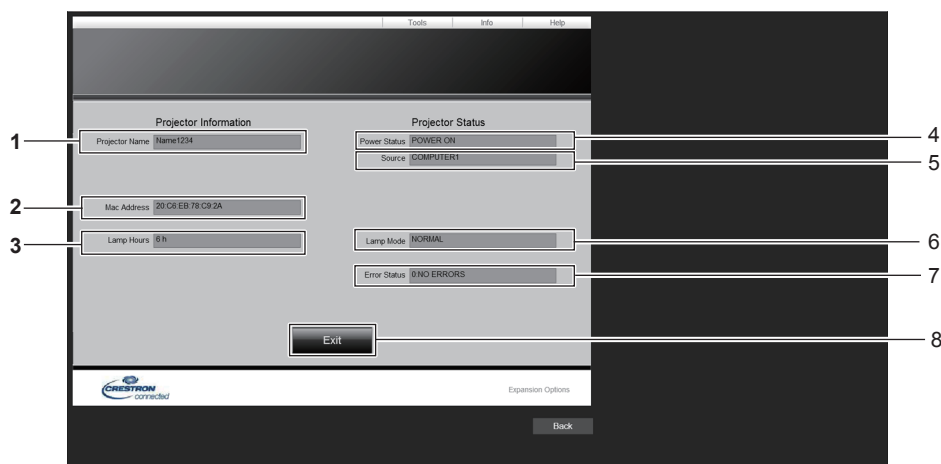 Tools Info Help
Projector Information Projector Status
1 Projector Name Name1234 Power Status POWER ON 4
Source COMPUTER1 5
2 Mac Address 20:C6:EB:78:C9:2A
3 Lamp Hours 6 h Lamp Mode NORMAL 6
Error Status 0:NO ERRORS 7
Exit 8
CRESTRON connected Expansion Options
Back